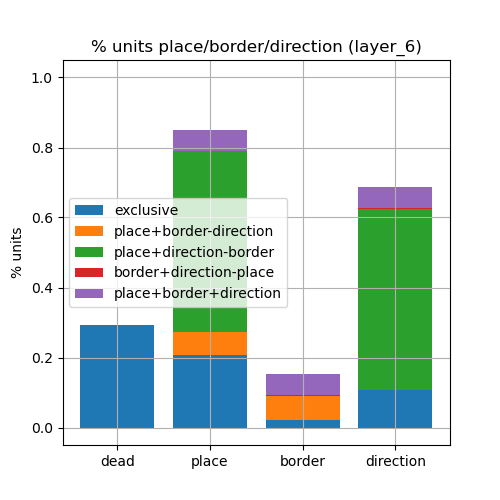 % units place/border/direction (layer_6)
1.0
0.8
0.6
0.4
0.2
0.0
% units
exclusive
place+border-direction
place+direction-border
border+direction-place
place+border+direction
dead place border direction